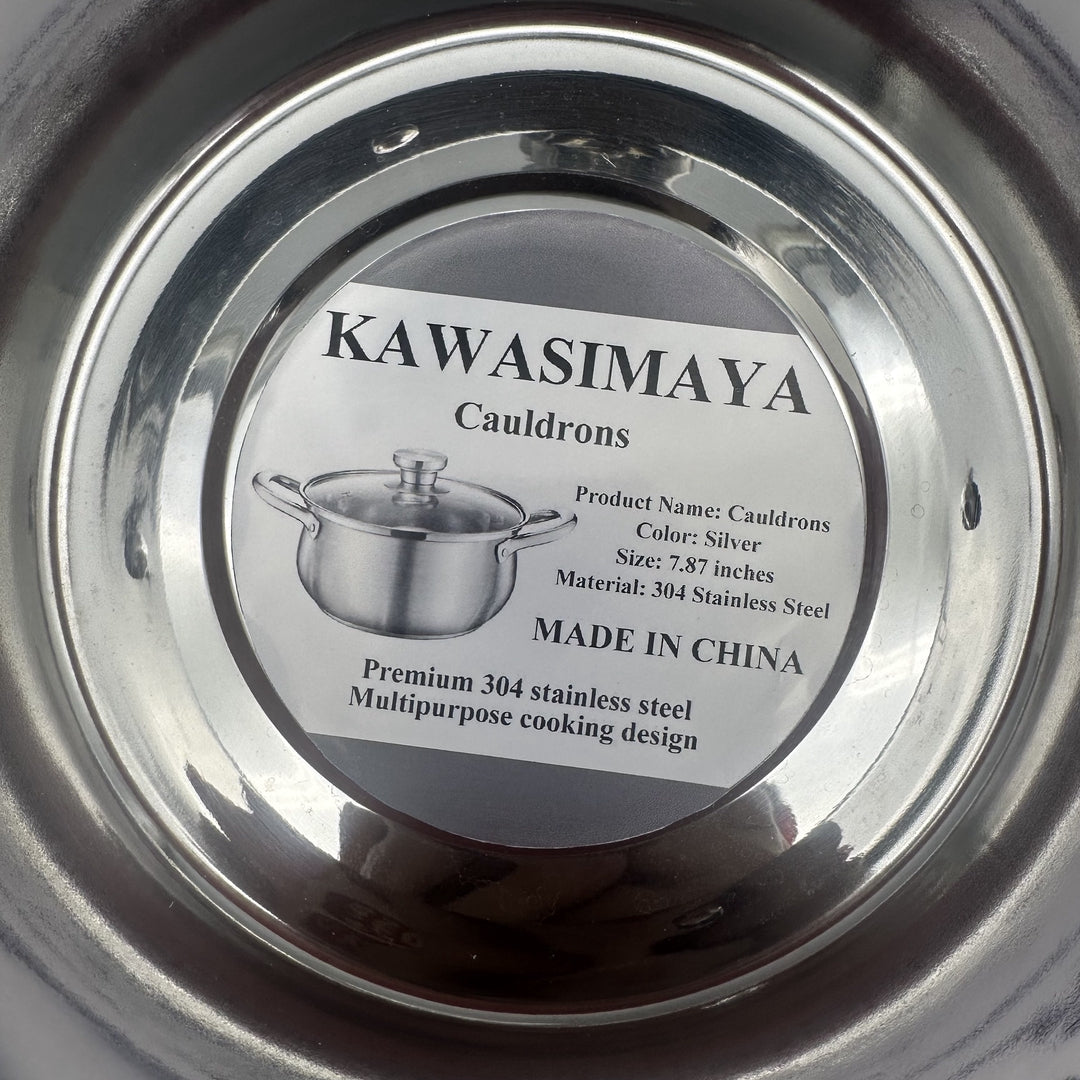 KAWASIMAYA
Cauldrons
Product Name: Cauldrons
Color: Silver
Size: 7.87 inches
Material: 304 Stainless Steel
MADE IN CHINA
Premium 304 stainless steel
Multipurpose cooking design